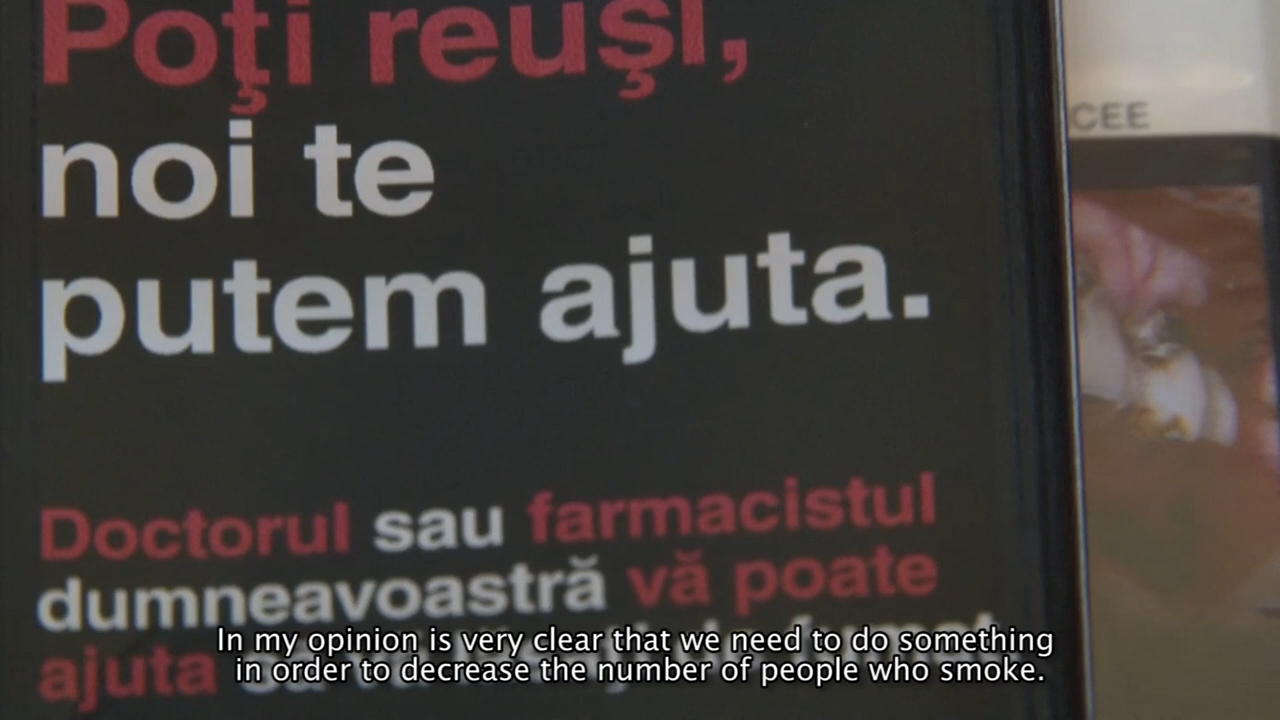 Poţi reuşi,
noi te
putem ajuta.
CEE
Doctorul sau farmacistul
dumneavoastră vă poate
ajuta
In my opinion is very clear that we need to do something
in order to decrease the number of people who smoke.